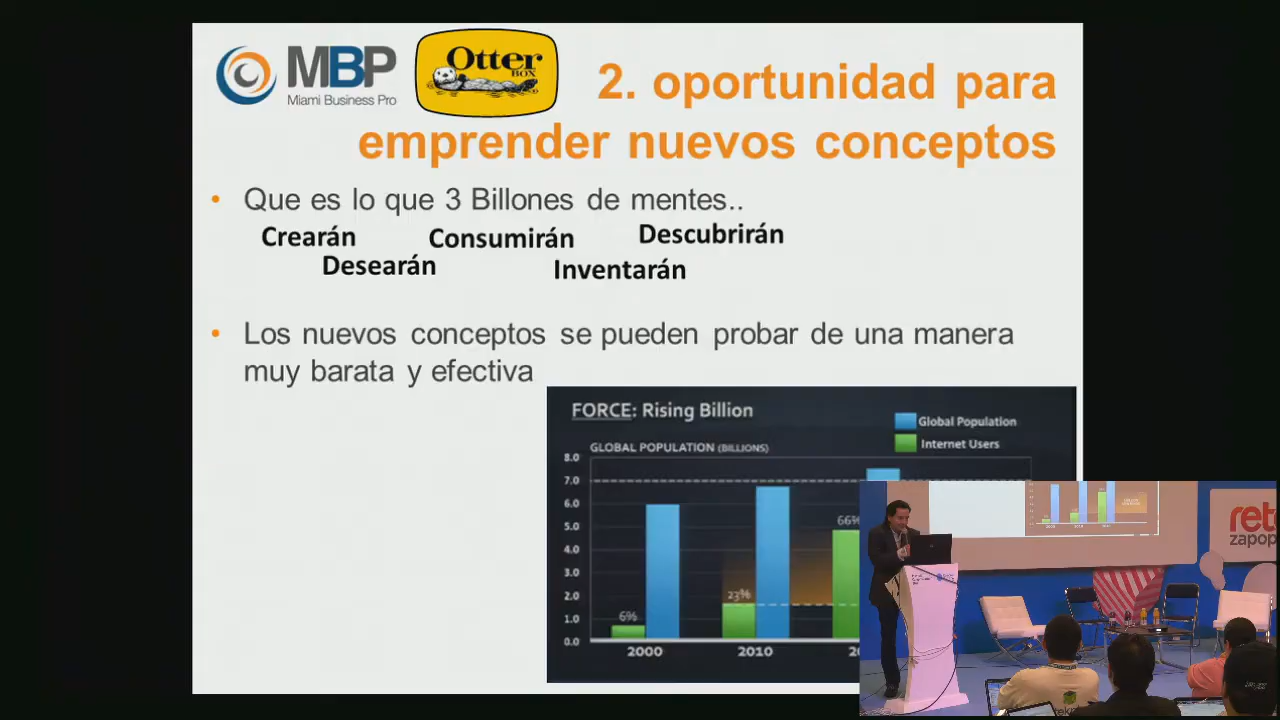 MBP
Miami Business Pro
Otter
BOX
2. oportunidad para
emprender nuevos conceptos
• Que es lo que 3 Billones de mentes..
Crearán Consumirán Descubrirán
Desearán Inventarán
• Los nuevos conceptos se pueden probar de una manera
muy barata y efectiva
FORCE: Rising Billion
Global Population
Internet Users
GLOBAL POPULATION (BILLIONS)
8.0
7.0
6.0
5.0
4.0
3.0
2.0
1.0
0.0
6%
23%
66%
2000
2010
ret
zapop